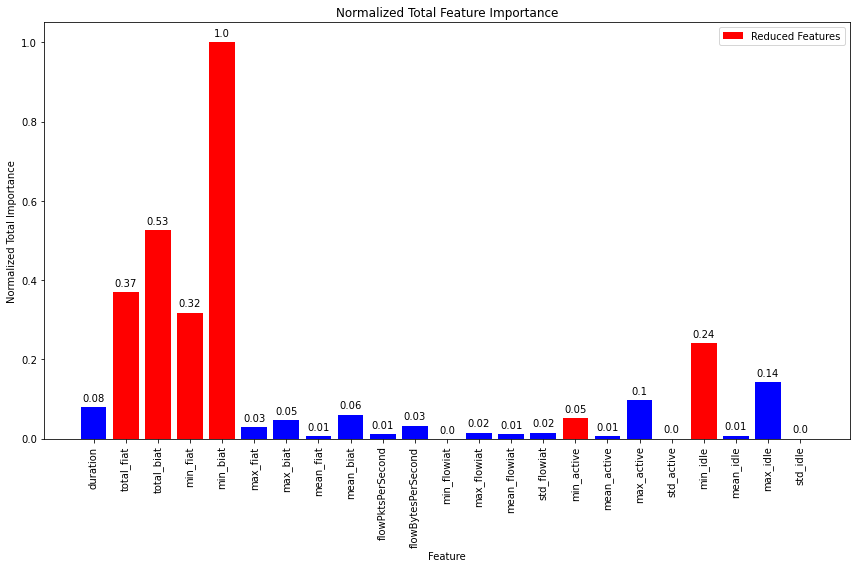 Normalized Total Feature Importance
Reduced Features
Normalized Total Importance
1.0
0.8
0.6
0.4
0.2
0.0
0.08
0.37
0.53
0.32
1.0
0.03
0.05
0.01
0.06
0.01
0.03
0.0
0.02
0.01
0.02
0.05
0.01
0.1
0.0
0.24
0.01
0.14
0.0
duration
total_fiat
total_biat
min_fiat
min_biat
max_fiat
max_biat
mean_fiat
mean_biat
flowPktsPerSecond
flowBytesPerSecond
min_flowiat
max_flowiat
mean_flowiat
std_flowiat
min_active
mean_active
max_active
std_active
min_idle
mean_idle
max_idle
std_idle
Feature